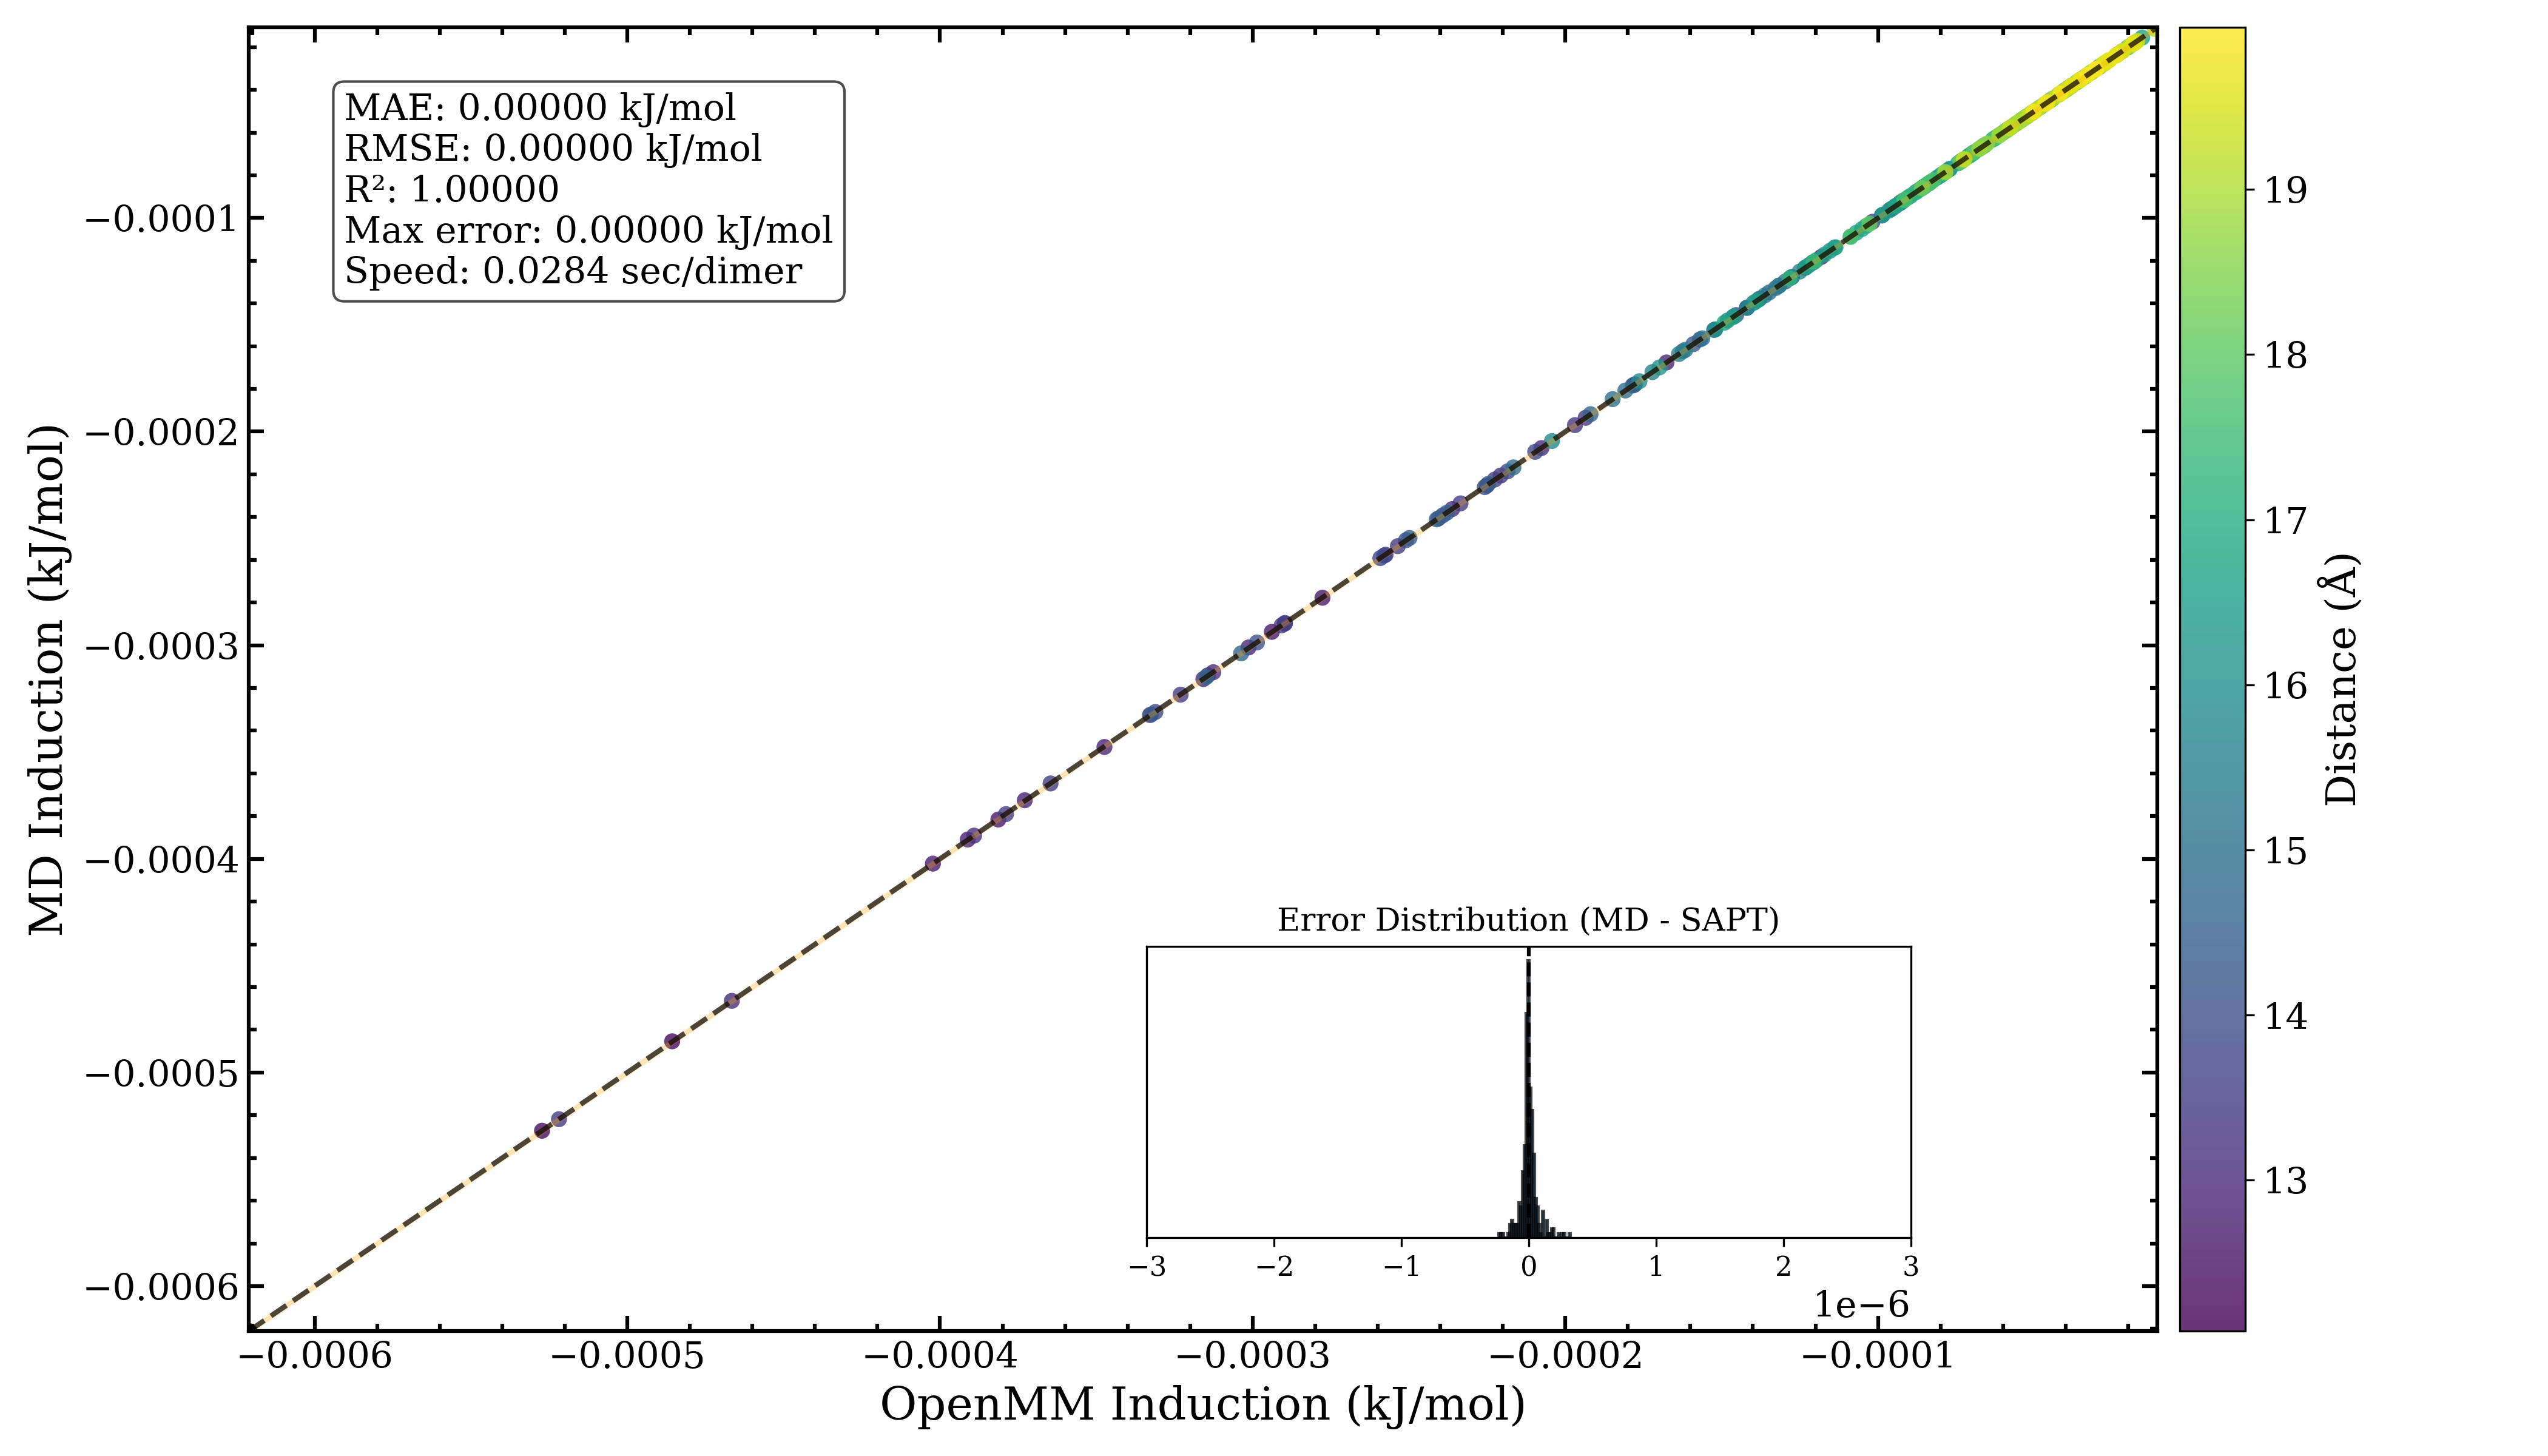 MAE: 0.00000 kJ/mol
RMSE: 0.00000 kJ/mol
R²: 1.00000
Max error: 0.00000 kJ/mol
Speed: 0.0284 sec/dimer
MD Induction (kJ/mol)
−0.0001
−0.0002
−0.0003
−0.0004
−0.0005
−0.0006
Error Distribution (MD - SAPT)
−3 −2 −1 0 1 2 3
1e−6
−0.0006 −0.0005 −0.0004 −0.0003 −0.0002 −0.0001
OpenMM Induction (kJ/mol)
19
18
17
16
15
14
13
Distance (Å)